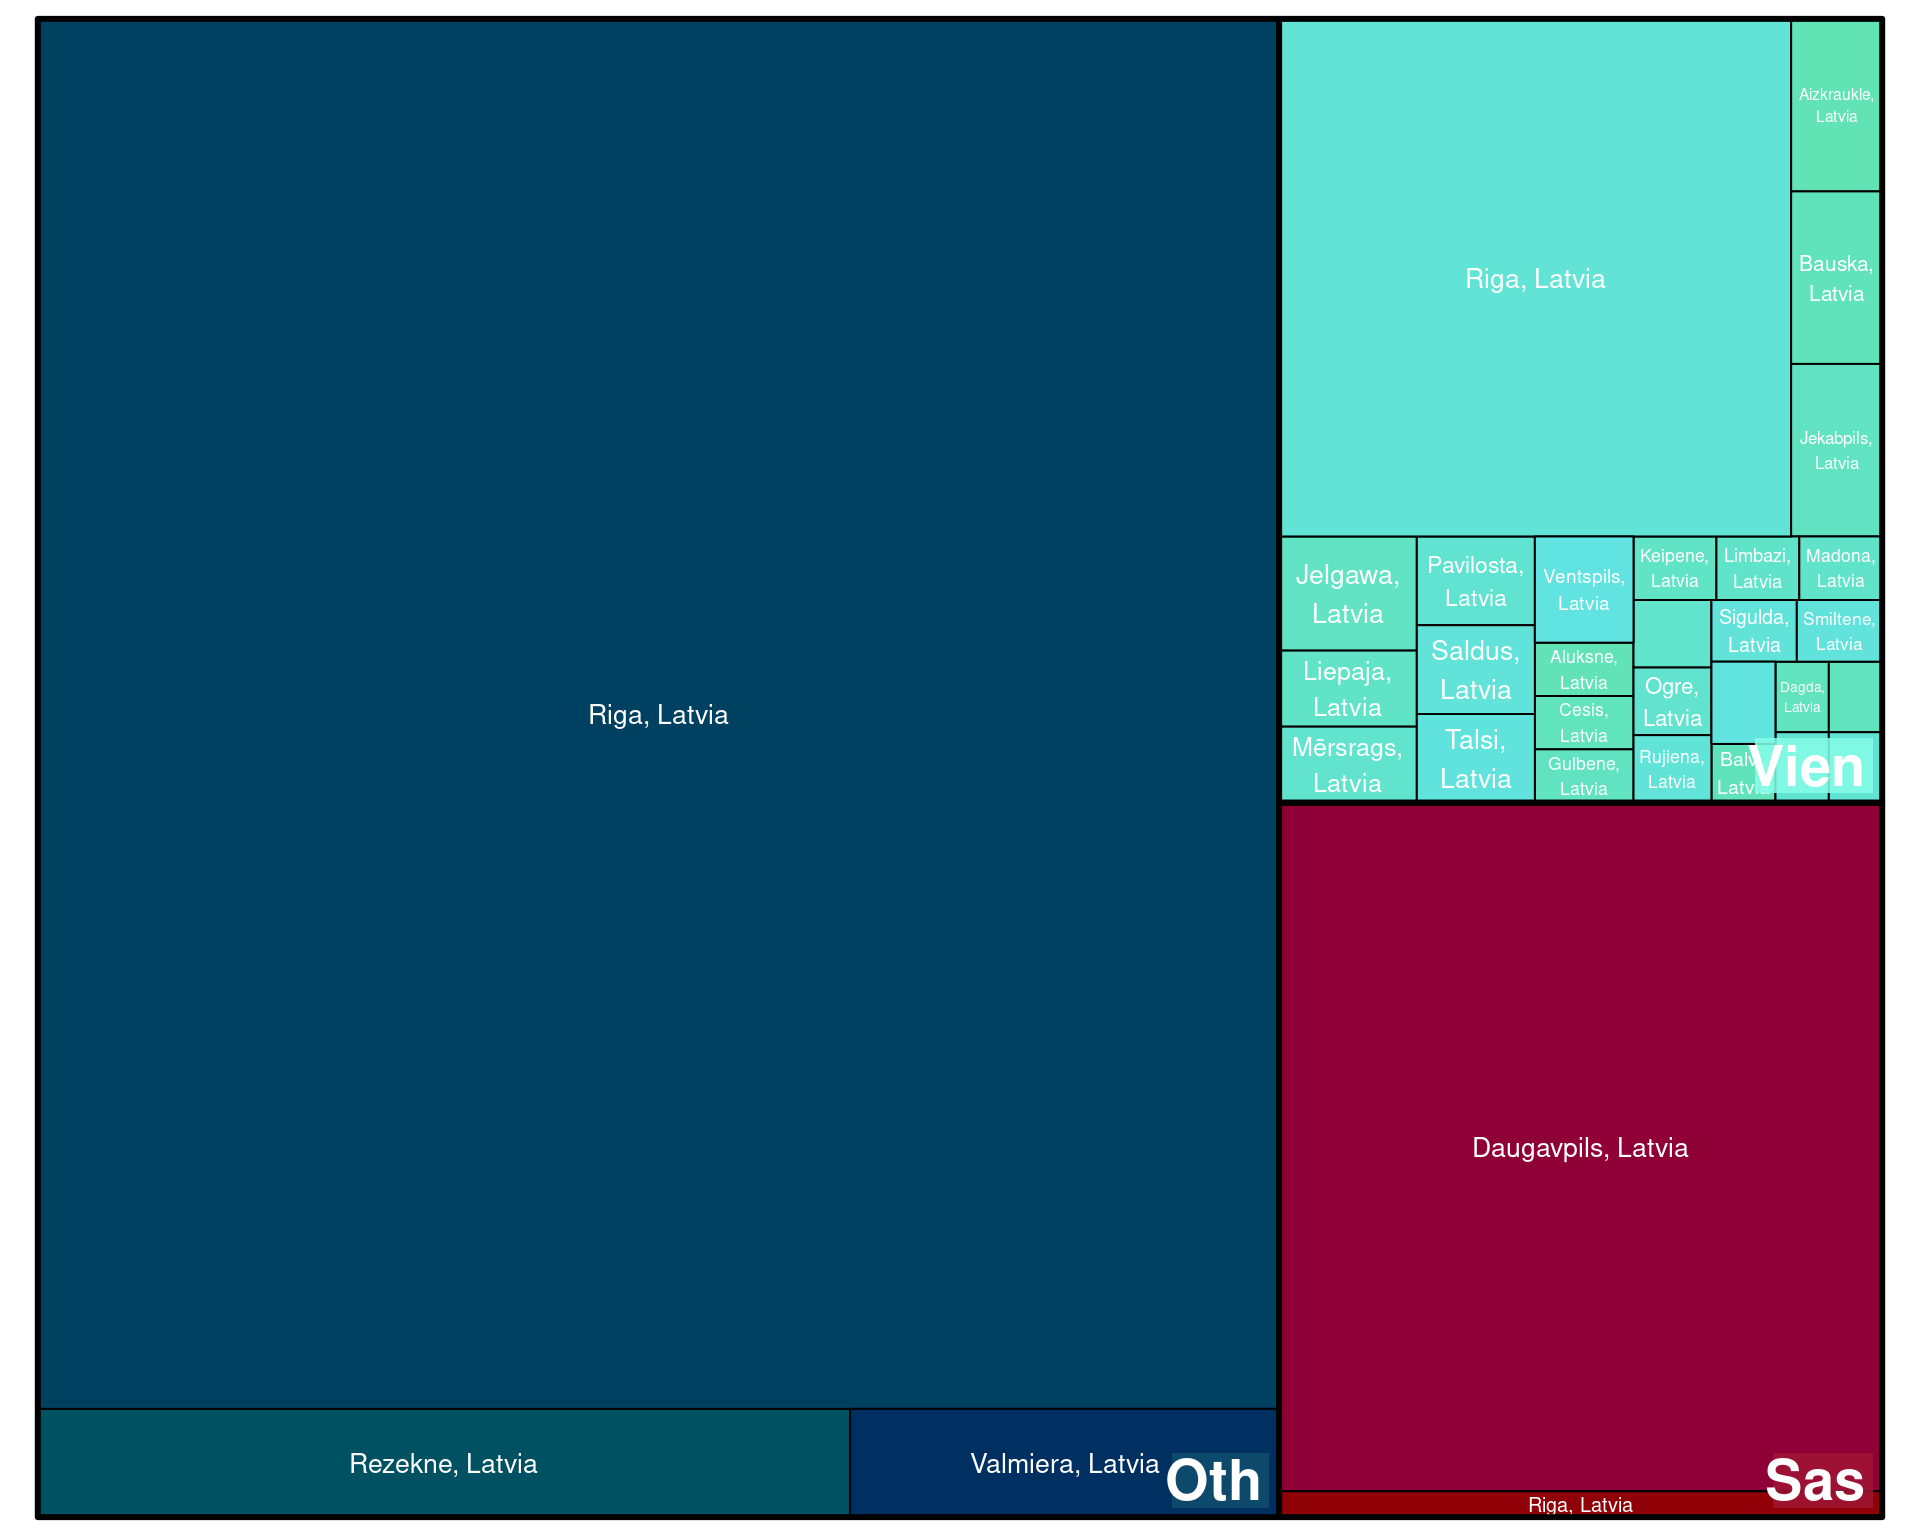 Riga, Latvia
Rezekne, Latvia
Valmiera, Latvia
Oth
Riga, Latvia
Aizkraukle,
Latvia
Bauska,
Latvia
Jekabpils,
Latvia
Jelgawa,
Latvia
Liepaja,
Latvia
Mērsrags,
Latvia
Pavilosta,
Latvia
Saldus,
Latvia
Talsi,
Latvia
Ventspils,
Latvia
Aluksne,
Latvia
Cesis,
Latvia
Gulbene,
Latvia
Keipene,
Latvia
Limbazi,
Latvia
Madona,
Latvia
Sigulda,
Latvia
Smiltene,
Latvia
Ogre,
Latvia
Rujiena,
Latvia
Dagda,
Latvia
Latvia
Vien
Daugavpils, Latvia
Riga, Latvia
Sas